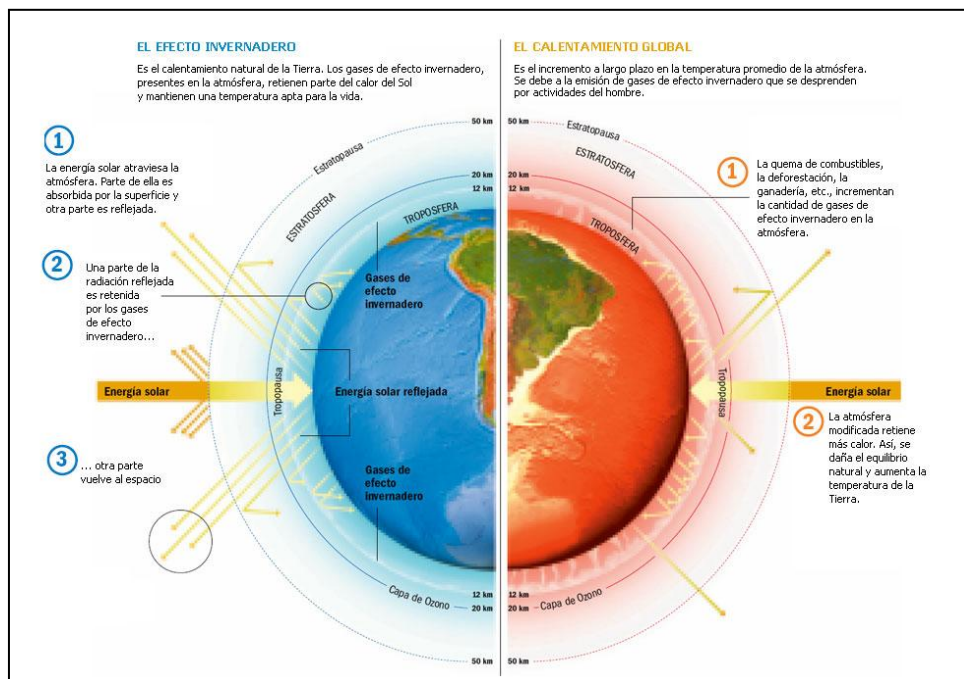 EL EFECTO INVERNADERO
Es el calentamiento natural de la Tierra. Los gases de efecto invernadero,
presentes en la atmósfera, retienen parte del calor del Sol
y mantienen una temperatura apta para la vida.
1
La energía solar atraviesa la
atmósfera. Parte de ella es
absorbida por la superficie y
otra parte es reflejada.
2
Una parte de la
radiación reflejada
es retenida
por los gases
de efecto
invernadero...
Energía solar
3
... otra parte
vuelve al espacio
50 km
Estratopausa
20 km
ESTRATOSFERA
12 km
TROPOSFERA
Gases de
efecto
invernadero
Tropopausa
Energía solar reflejada
Gases de
efecto
invernadero
Capa de Ozono
12 km
20 km
50 km
EL CALENTAMIENTO GLOBAL
Es el incremento a largo plazo en la temperatura promedio de la atmósfera.
Se debe a la emisión de gases de efecto invernadero que se desprenden
por actividades del hombre.
50 km
Estratopausa
ESTRATOSFERA
20 km
12 km
TROPOSFERA
1
La quema de combustibles,
la deforestación, la
ganadería, etc., incrementan
la cantidad de gases de
efecto invernadero en la
atmósfera.
Tropopausa
Energía solar
2
La atmósfera
modificada retiene
más calor. Así, se
daña el equilibrio
natural y aumenta la
temperatura de la
Tierra.
12 km
20 km
Capa de Ozono
50 km